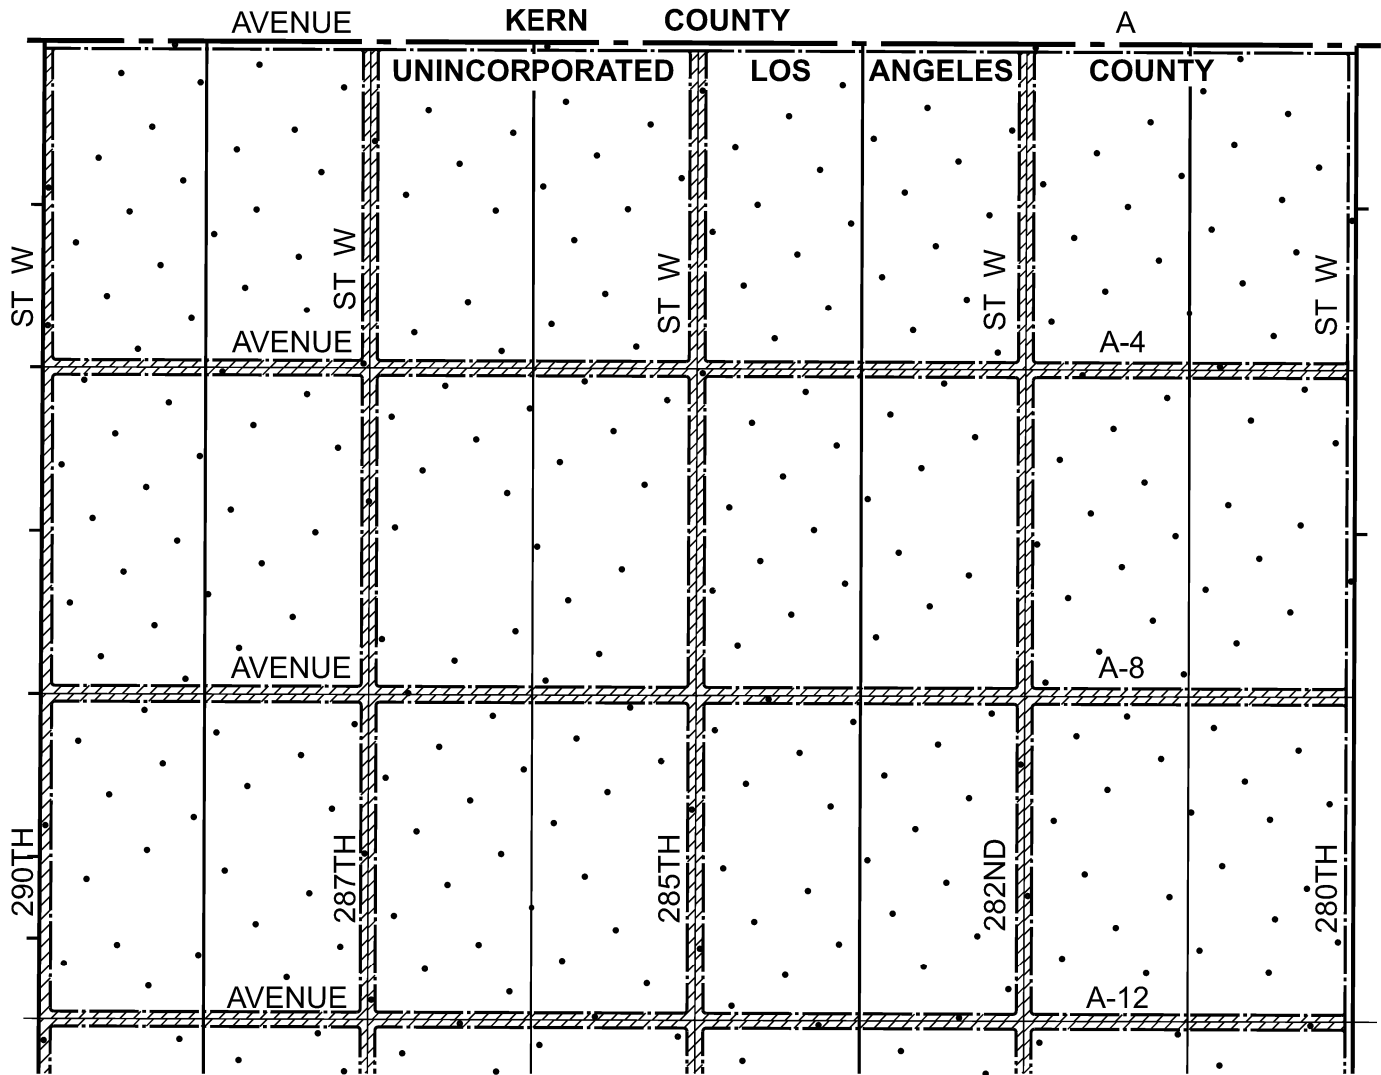 AVENUE A
KERN COUNTY
UNINCORPORATED LOS ANGELES COUNTY
AVENUE A-4
AVENUE A-8
AVENUE A-12
290TH ST W
287TH ST W
285TH ST W
282ND ST W
280TH ST W